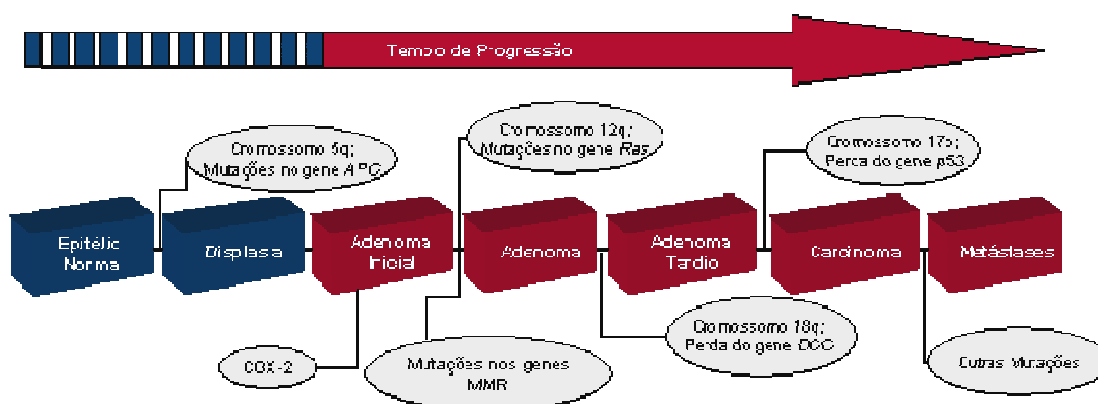 Tempo de Progressão
Cromossomo 5q;
Mutações no gene APC
Cromossomo 12q;
Mutações no gene Ras
Cromossomo 17p;
Perca do gene p53
Epitélio
Norma
Displasia
Adenoma
Inicial
Adenoma
Adenoma
Tardio
Carcinoma
Metástases
COX-2
Mutações nos genes
MMR
Cromossomo 18q;
Perda do gene DCC
Outras Mutações